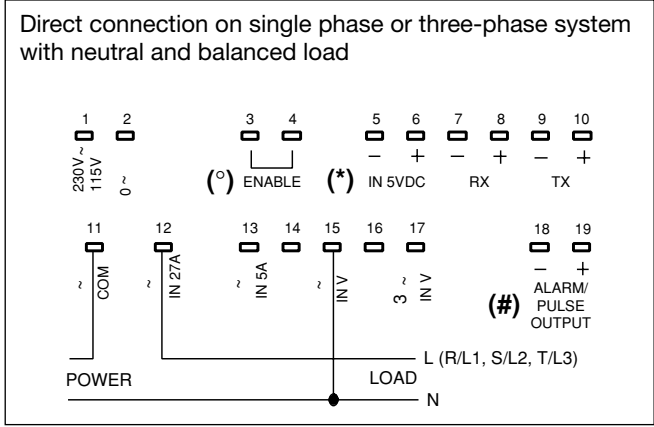 Direct connection on single phase or three-phase system
with neutral and balanced load
1 2 3 4 5 6 7 8 9 10
− + − + − +
230V~
115V
0 ~
(°) ENABLE (*) IN 5VDC RX TX
11 12 13 14 15 16 17 18 19
~ COM
~ IN 27A
~ IN 5A
~ IN V
3 ~ IN V
− +
(#) ALARM/
PULSE
OUTPUT
L (R/L1, S/L2, T/L3)
POWER LOAD
N